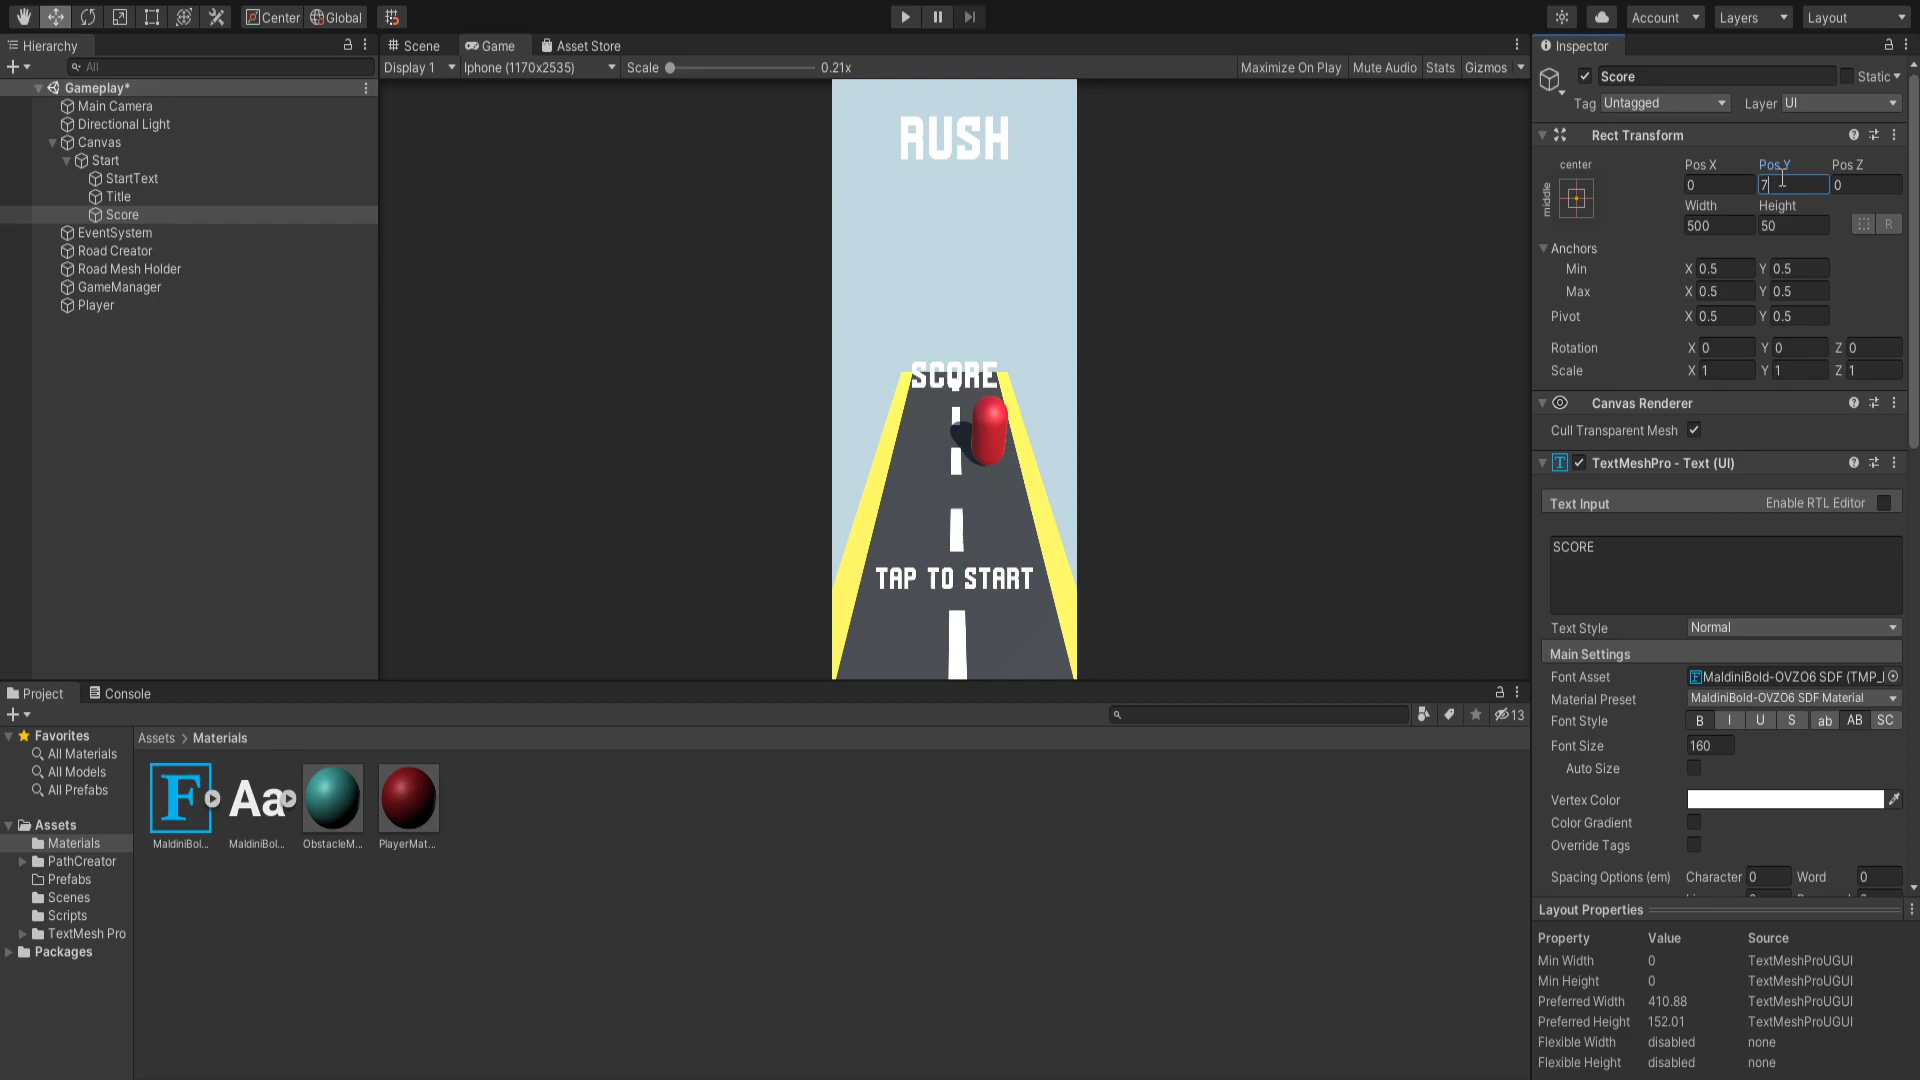 Center Global
Account Layers Layout
Hierarchy
All
Gameplay*
Main Camera
Directional Light
Canvas
Start
StartText
Title
Score
EventSystem
Road Creator
Road Mesh Holder
GameManager
Player
Scene Game Asset Store
Display 1 Iphone (1170x2535) Scale 0.21x Maximize On Play Mute Audio Stats Gizmos
RUSH
SCORE
TAP TO START
Inspector
Score Static
Tag Untagged Layer UI
Rect Transform
center
middle
Pos X Pos Y Pos Z
0 7 0
Width Height
500 50
R
Anchors
Min X 0.5 Y 0.5
Max X 0.5 Y 0.5
Pivot X 0.5 Y 0.5
Rotation X 0 Y 0 Z 0
Scale X 1 Y 1 Z 1
Canvas Renderer
Cull Transparent Mesh
TextMeshPro - Text (UI)
Text Input Enable RTL Editor
SCORE
Text Style Normal
Main Settings
Font Asset MaldiniBold-OVZO6 SDF (TMP_
Material Preset MaldiniBold-OVZO6 SDF Material
Font Style B I U S ab AB SC
Font Size 160
Auto Size
Vertex Color
Color Gradient
Override Tags
Spacing Options (em) Character 0 Word 0
Layout Properties
Property Value Source
Min Width 0 TextMeshProUGUI
Min Height 0 TextMeshProUGUI
Preferred Width 410.88 TextMeshProUGUI
Preferred Height 152.01 TextMeshProUGUI
Flexible Width disabled none
Flexible Height disabled none
Project Console
13
Favorites
All Materials
All Models
All Prefabs
Assets
Materials
PathCreator
Prefabs
Scenes
Scripts
TextMesh Pro
Packages
Assets > Materials
F Aa
MaldiniBol... MaldiniBol... ObstacleM... PlayerMat...